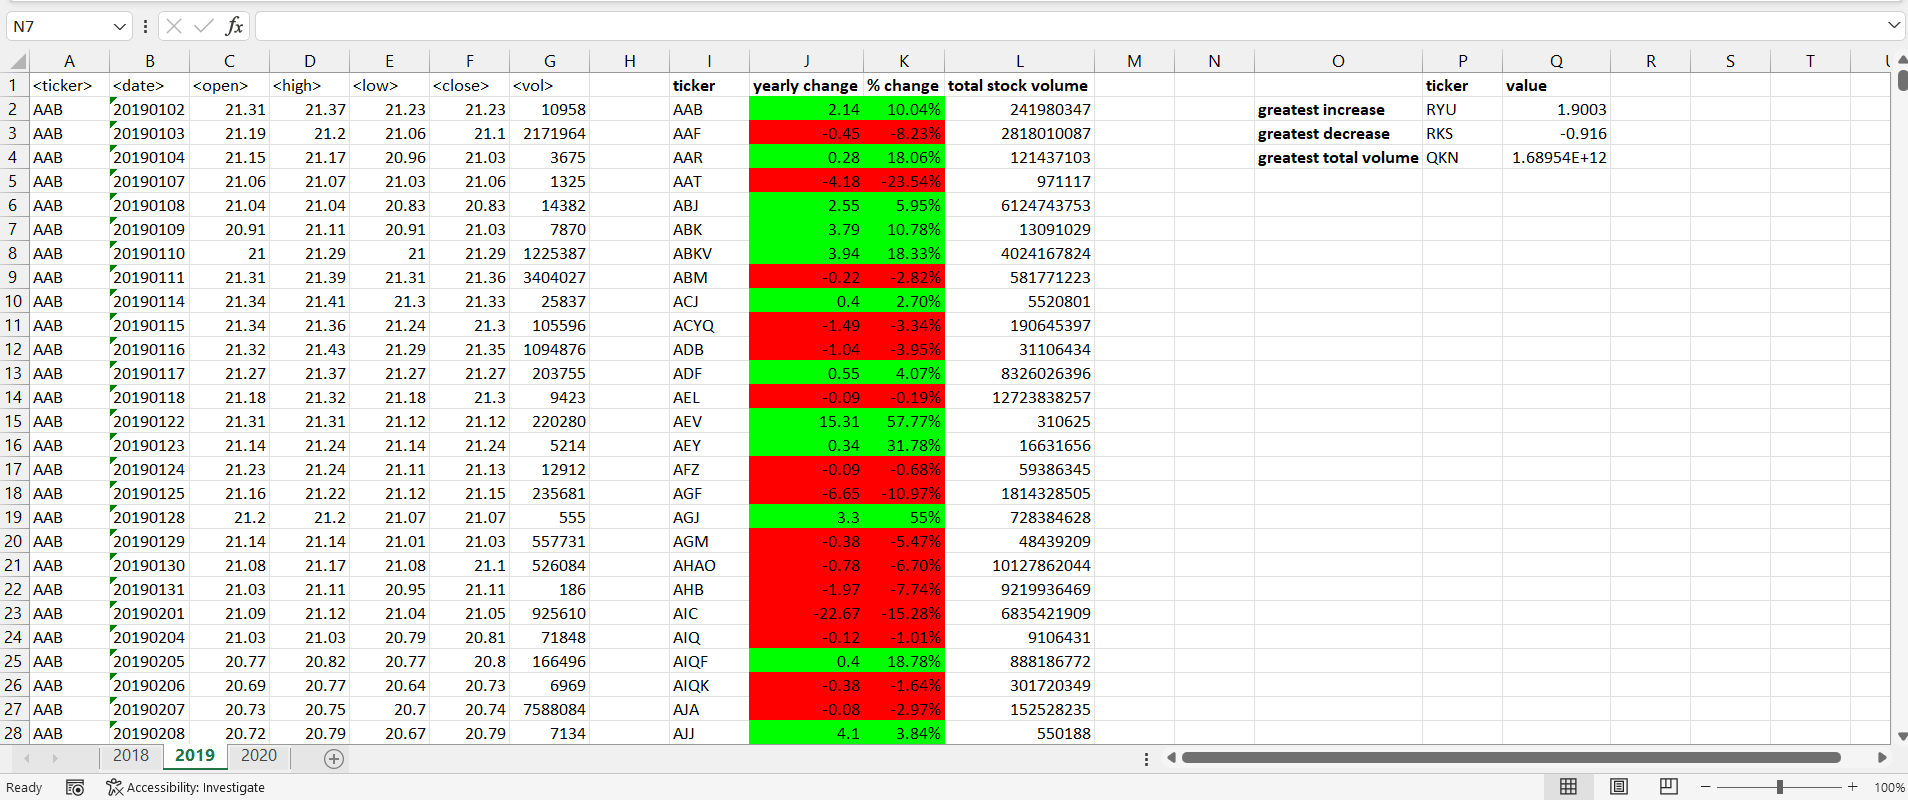 N7 fx
A B C D E F G H I J K L M N O P Q R S T U
1 <ticker> <date> <open> <high> <low> <close> <vol> ticker yearly change % change total stock volume ticker value
2 AAB 20190102 21.31 21.37 21.23 21.23 10958 AAB 2.14 10.04% 241980347 greatest increase RYU 1.9003
3 AAB 20190103 21.19 21.2 21.06 21.1 2171964 AAF -0.45 -8.23% 2818010087 greatest decrease RKS -0.916
4 AAB 20190104 21.15 21.17 20.96 21.03 3675 AAR 0.28 18.06% 121437103 greatest total volume QKN 1.68954E+12
5 AAB 20190107 21.06 21.07 21.03 21.06 1325 AAT -4.18 -23.54% 971117
6 AAB 20190108 21.04 21.04 20.83 20.83 14382 ABJ 2.55 5.95% 6124743753
7 AAB 20190109 20.91 21.11 20.91 21.03 7870 ABK 3.79 10.78% 13091029
8 AAB 20190110 21 21.29 21 21.29 1225387 ABKV 3.94 18.33% 4024167824
9 AAB 20190111 21.31 21.39 21.31 21.36 3404027 ABM -0.22 -2.82% 581771223
10 AAB 20190114 21.34 21.41 21.3 21.33 25837 ACJ 0.4 2.70% 5520801
11 AAB 20190115 21.34 21.36 21.24 21.3 105596 ACYQ -1.49 -3.34% 190645397
12 AAB 20190116 21.32 21.43 21.29 21.35 1094876 ADB -1.04 -3.95% 31106434
13 AAB 20190117 21.27 21.37 21.27 21.27 203755 ADF 0.55 4.07% 8326026396
14 AAB 20190118 21.18 21.32 21.18 21.3 9423 AEL -0.09 -0.19% 12723838257
15 AAB 20190122 21.31 21.31 21.12 21.12 220280 AEV 15.31 57.77% 310625
16 AAB 20190123 21.14 21.24 21.14 21.24 5214 AEY 0.34 31.78% 16631656
17 AAB 20190124 21.23 21.24 21.11 21.13 12912 AFZ -0.09 -0.68% 59386345
18 AAB 20190125 21.16 21.22 21.12 21.15 235681 AGF -6.65 -10.97% 1814328505
19 AAB 20190128 21.2 21.2 21.07 21.07 555 AGJ 3.3 55% 728384628
20 AAB 20190129 21.14 21.14 21.01 21.03 557731 AGM -0.38 -5.47% 48439209
21 AAB 20190130 21.08 21.17 21.08 21.1 526084 AHAO -0.78 -6.70% 10127862044
22 AAB 20190131 21.03 21.11 20.95 21.11 186 AHB -1.97 -7.74% 9219936469
23 AAB 20190201 21.09 21.12 21.04 21.05 925610 AIC -22.67 -15.28% 6835421909
24 AAB 20190204 21.03 21.03 20.79 20.81 71848 AIQ -0.12 -1.01% 9106431
25 AAB 20190205 20.77 20.82 20.77 20.8 166496 AIQF 0.4 18.78% 888186772
26 AAB 20190206 20.69 20.77 20.64 20.73 6969 AIQK -0.38 -1.64% 301720349
27 AAB 20190207 20.73 20.75 20.7 20.74 7588084 AJA -0.08 -2.97% 152528235
28 AAB 20190208 20.72 20.79 20.67 20.79 7134 AJJ 4.1 3.84% 550188
2018 2019 2020
Ready Accessibility: Investigate 100%